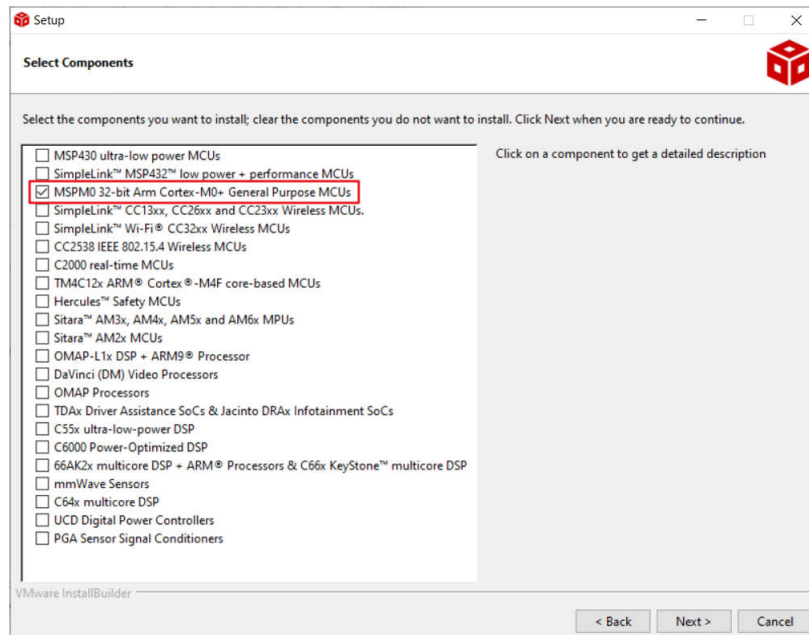 Setup
Select Components
Select the components you want to install; clear the components you do not want to install. Click Next when you are ready to continue.
MSP430 ultra-low power MCUs
SimpleLink™ MSP432™ low power + performance MCUs
MSPM0 32-bit Arm Cortex-M0+ General Purpose MCUs
SimpleLink™ CC13xx, CC26xx and CC23xx Wireless MCUs.
SimpleLink™ Wi-Fi® CC32xx Wireless MCUs
CC2538 IEEE 802.15.4 Wireless MCUs
C2000 real-time MCUs
TM4C12x ARM® Cortex®-M4F core-based MCUs
Hercules™ Safety MCUs
Sitara™ AM3x, AM4x, AM5x and AM6x MPUs
Sitara™ AM2x MCUs
OMAP-L1x DSP + ARM9® Processor
DaVinci (DM) Video Processors
OMAP Processors
TDAx Driver Assistance SoCs & Jacinto DRAx Infotainment SoCs
C55x ultra-low-power DSP
C6000 Power-Optimized DSP
66AK2x multicore DSP + ARM® Processors & C66x KeyStone™ multicore DSP
mmWave Sensors
C64x multicore DSP
UCD Digital Power Controllers
PGA Sensor Signal Conditioners
Click on a component to get a detailed description
VMware InstallBuilder
< Back
Next >
Cancel